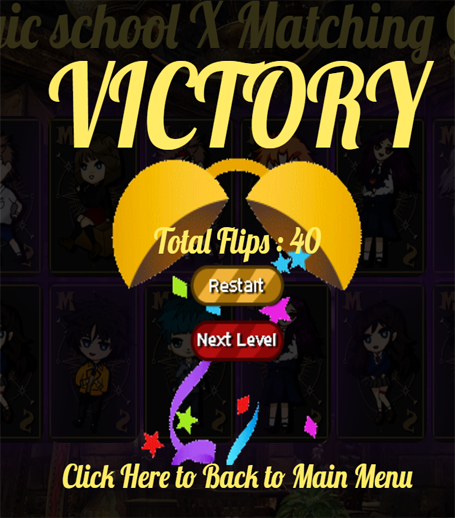 ic school X Matching
VICTORY
Total Flips : 40
Restart
Next Level
Click Here to Back to Main Menu